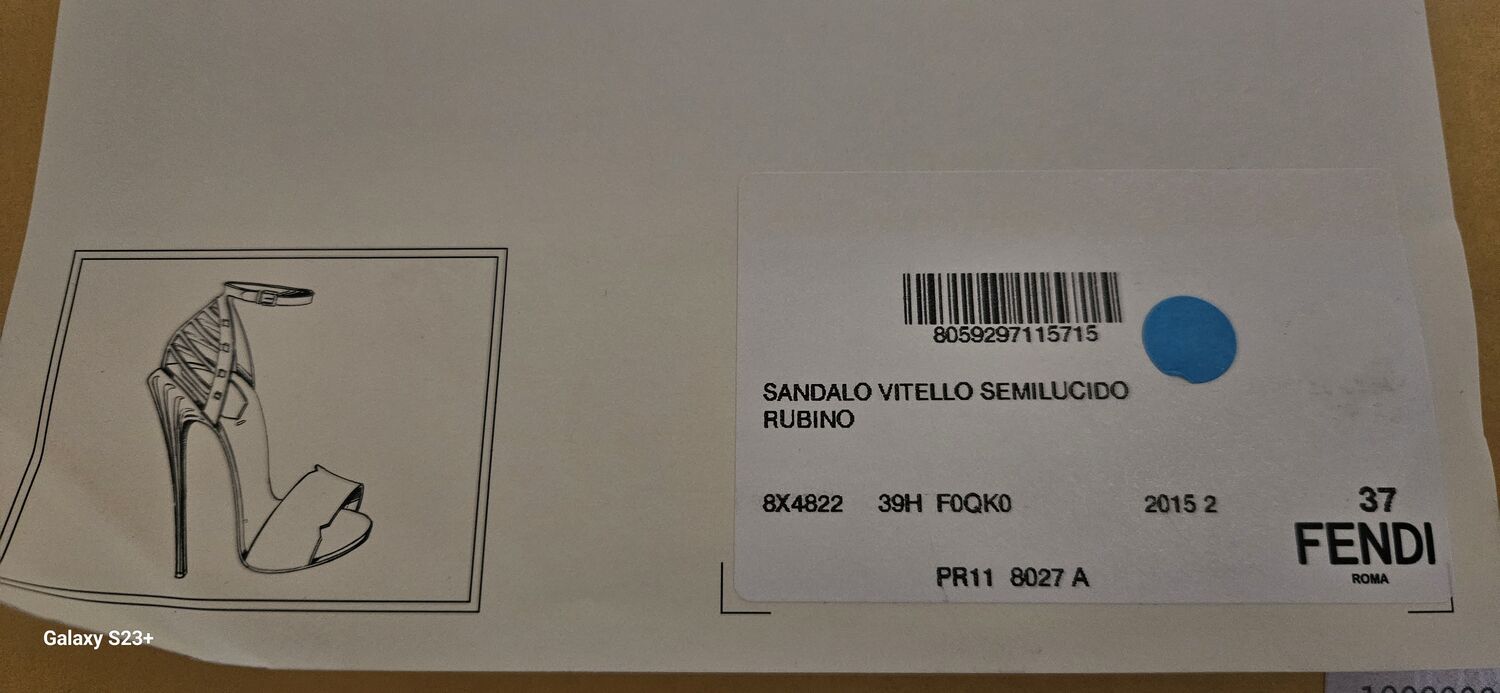 8059297115715
SANDALO VITELLO SEMILUCIDO
RUBINO
8X4822 39H F0QK0 2015 2 37
FENDI
ROMA
PR11 8027 A
Galaxy S23+